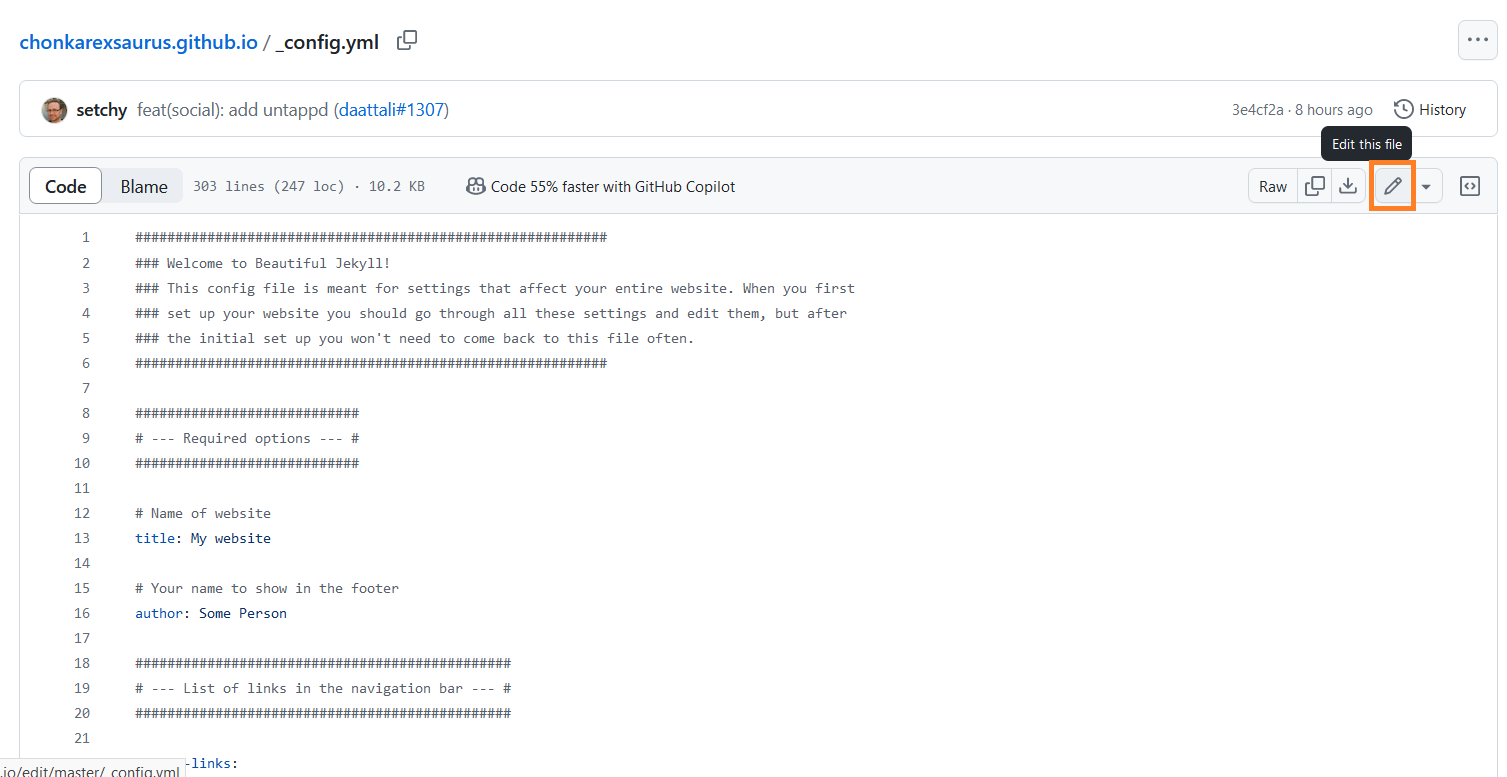 chonkarexsaurus.github.io / _config.yml
setchy feat(social): add untappd (daattali#1307) 3e4cf2a · 8 hours ago History
Edit this file
Code Blame 303 lines (247 loc) · 10.2 KB Code 55% faster with GitHub Copilot Raw
1 ###########################################################
2 ### Welcome to Beautiful Jekyll!
3 ### This config file is meant for settings that affect your entire website. When you first
4 ### set up your website you should go through all these settings and edit them, but after
5 ### the initial set up you won't need to come back to this file often.
6 ###########################################################
7
8 ############################
9 # --- Required options --- #
10 ############################
11
12 # Name of website
13 title: My website
14
15 # Your name to show in the footer
16 author: Some Person
17
18 ###############################################
19 # --- List of links in the navigation bar --- #
20 ###############################################
21
-links:
.io/edit/master/_config.yml